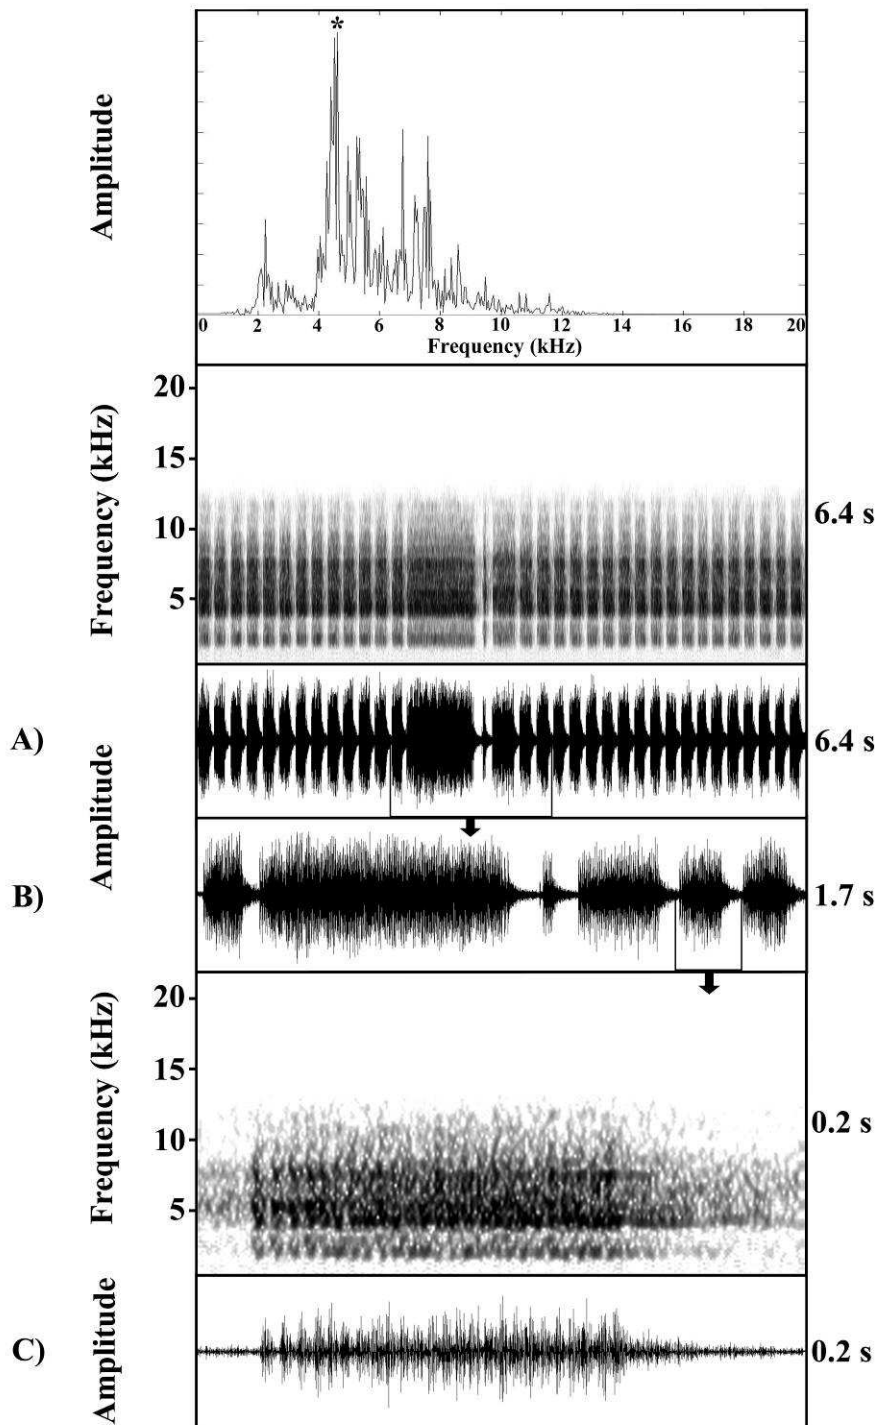 *
Amplitude
0 2 4 6 8 10 12 14 16 18 20
Frequency (kHz)
Frequency (kHz)
20
15
10
5
6.4 s
A)
Amplitude
6.4 s
B)
1.7 s
Frequency (kHz)
20
15
10
5
0.2 s
C)
Amplitude
0.2 s